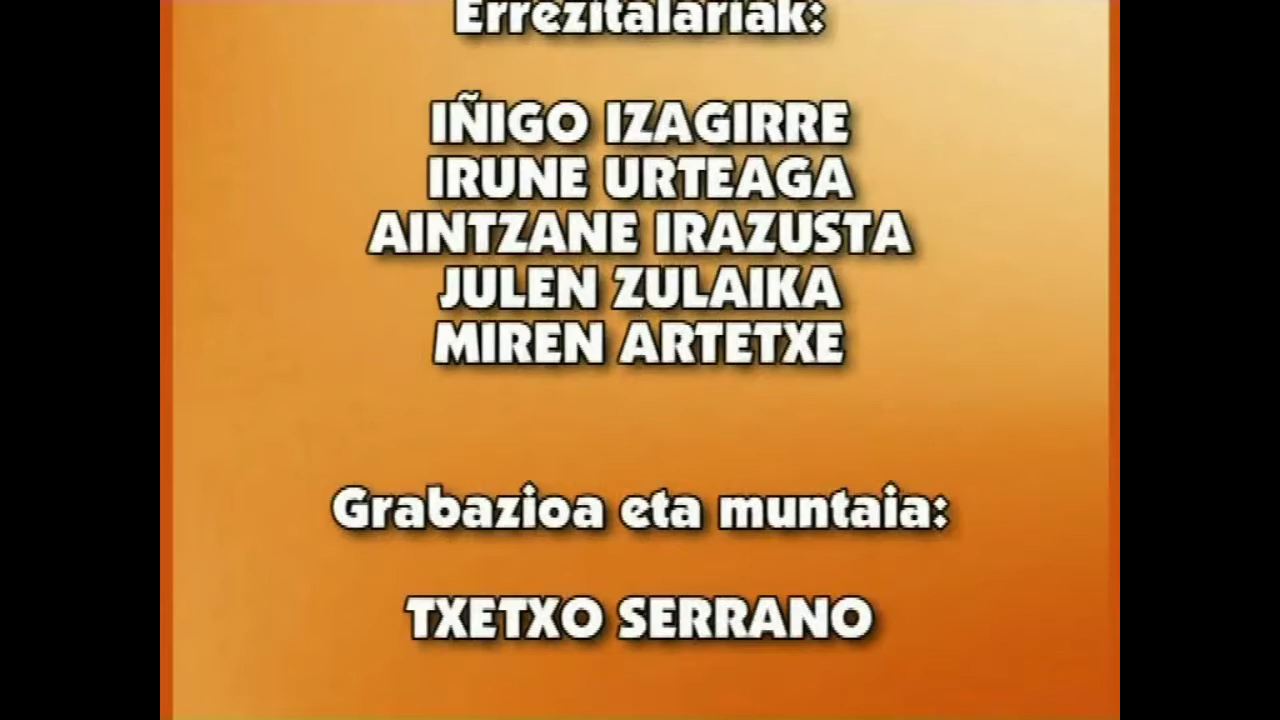 Errezitalariak:
IÑIGO IZAGIRRE
IRUNE URTEAGA
AINTZANE IRAZUSTA
JULEN ZULAIKA
MIREN ARTETXE
Grabazioa eta muntaia:
TXETXO SERRANO